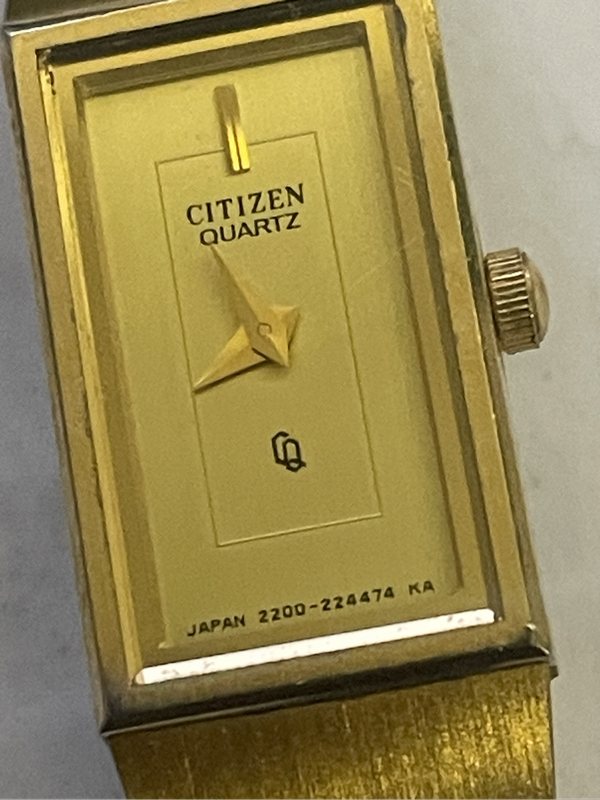 CITIZEN
QUARTZ
CQ
JAPAN 2200-224474 KA